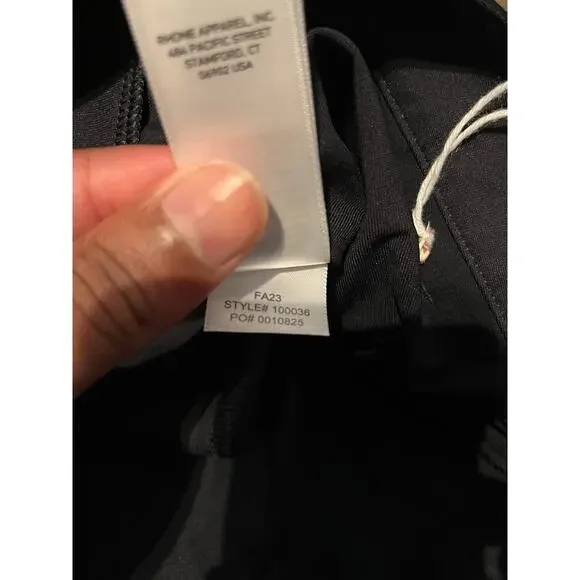 RHONE APPAREL, INC.
484 PACIFIC STREET
STAMFORD, CT
06902 USA
FA23
STYLE# 100036
PO# 0010825